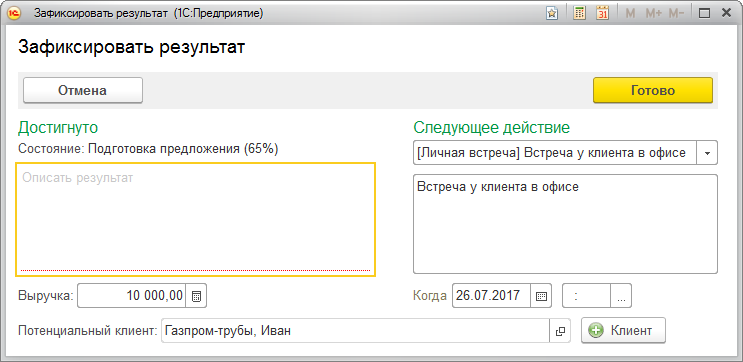 Зафиксировать результат (1С:Предприятие)
M M+ M-
Зафиксировать результат
Отмена
Готово
Достигнуто
Состояние: Подготовка предложения (65%)
Описать результат
Выручка: 10 000,00
Следующее действие
[Личная встреча] Встреча у клиента в офисе
Встреча у клиента в офисе
Когда 26.07.2017 : ...
Потенциальный клиент: Газпром-трубы, Иван
Клиент